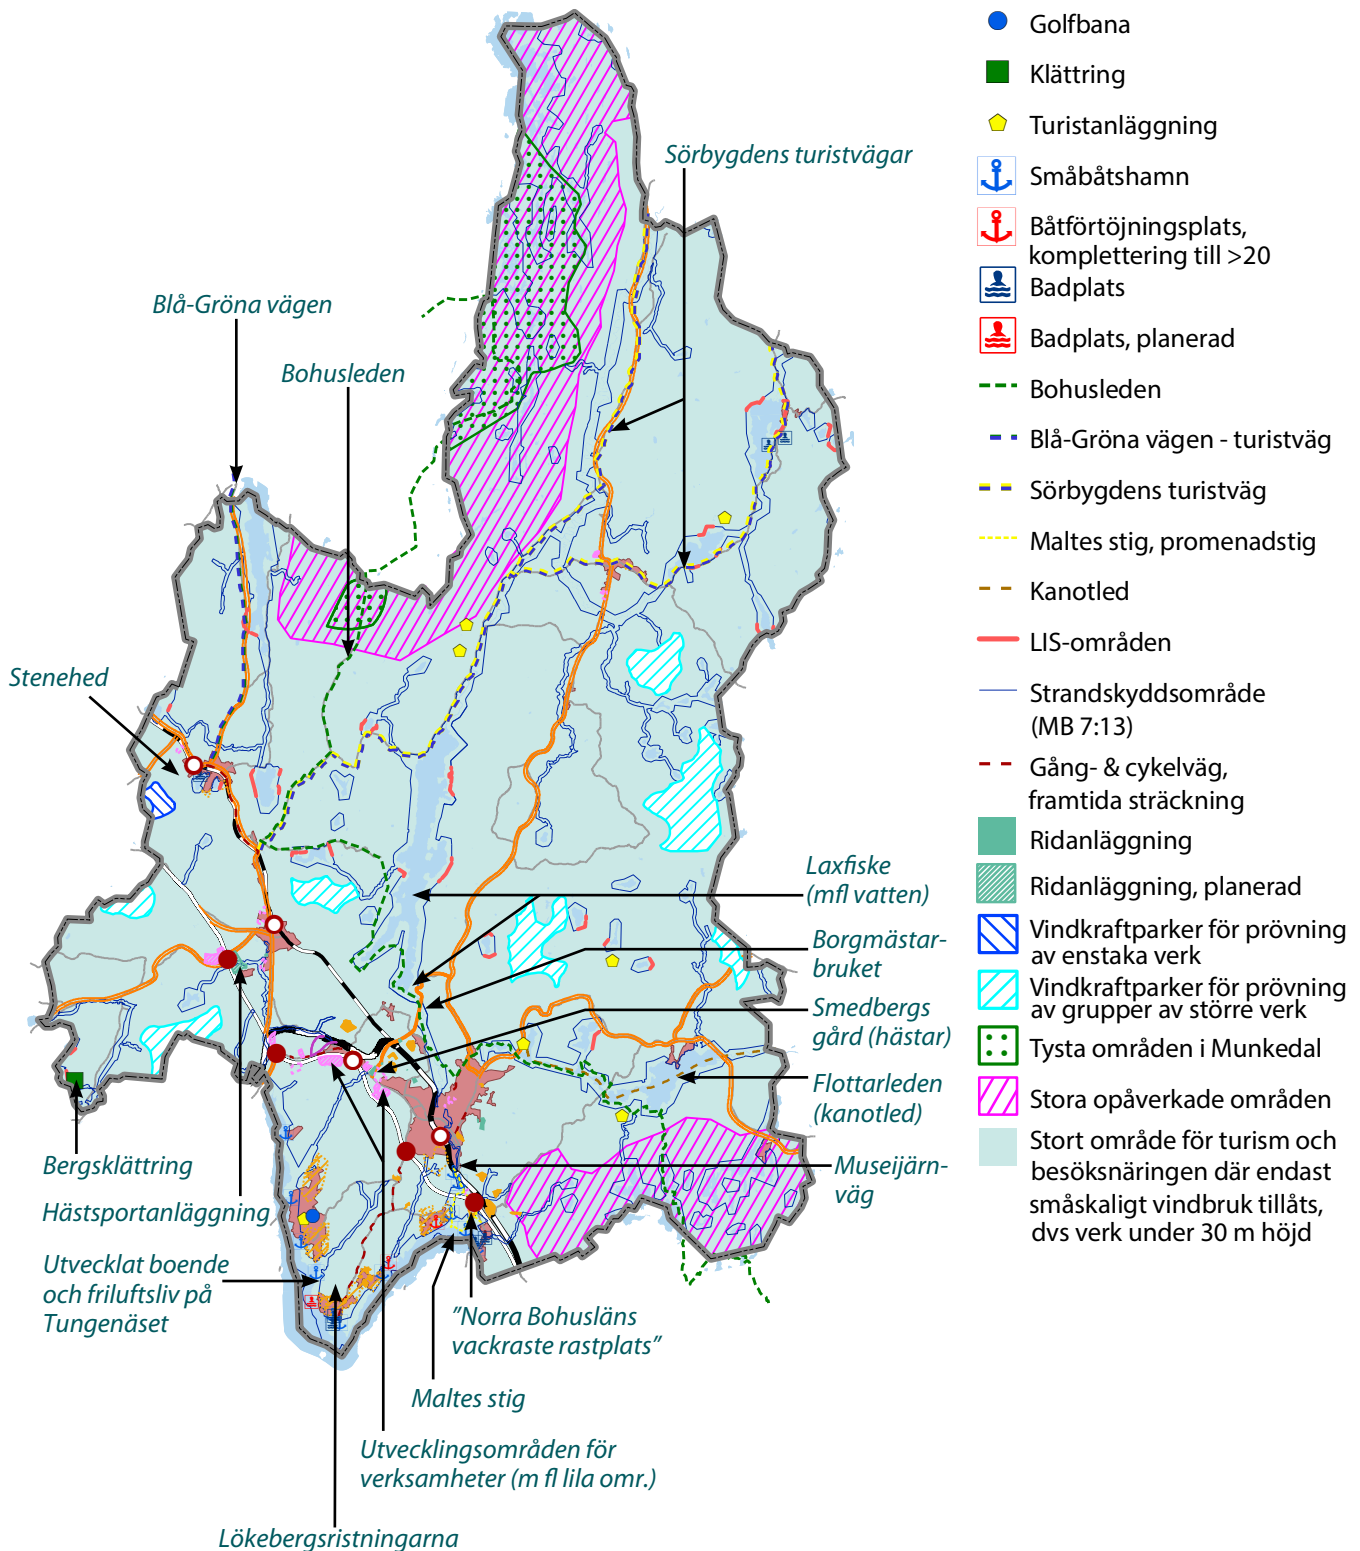 Sörbygdens turistvägar
Blå-Gröna vägen
Bohusleden
Stenehed
Laxfiske
(mfl vatten)
Borgmästar-
bruket
Smedbergs
gård (hästar)
Flottarleden
(kanotled)
Museijärn-
väg
Bergsklättring
Hästsportanläggning
Utvecklat boende
och friluftsliv på
Tungenäset
"Norra Bohusläns
vackraste rastplats"
Maltes stig
Utvecklingsområden för
verksamheter (m fl lila omr.)
Lökebergsristningarna
Golfbana
Klättring
Turistanläggning
Småbåtshamn
Båtförtöjningsplats,
komplettering till >20
Badplats
Badplats, planerad
Bohusleden
Blå-Gröna vägen - turistväg
Sörbygdens turistväg
Maltes stig, promenadstig
Kanotled
LIS-områden
Strandskyddsområde
(MB 7:13)
Gång- & cykelväg,
framtida sträckning
Ridanläggning
Ridanläggning, planerad
Vindkraftparker för prövning
av enstaka verk
Vindkraftparker för prövning
av grupper av större verk
Tysta områden i Munkedal
Stora opåverkade områden
Stort område för turism och
besöksnäringen där endast
småskaligt vindbruk tillåts,
dvs verk under 30 m höjd